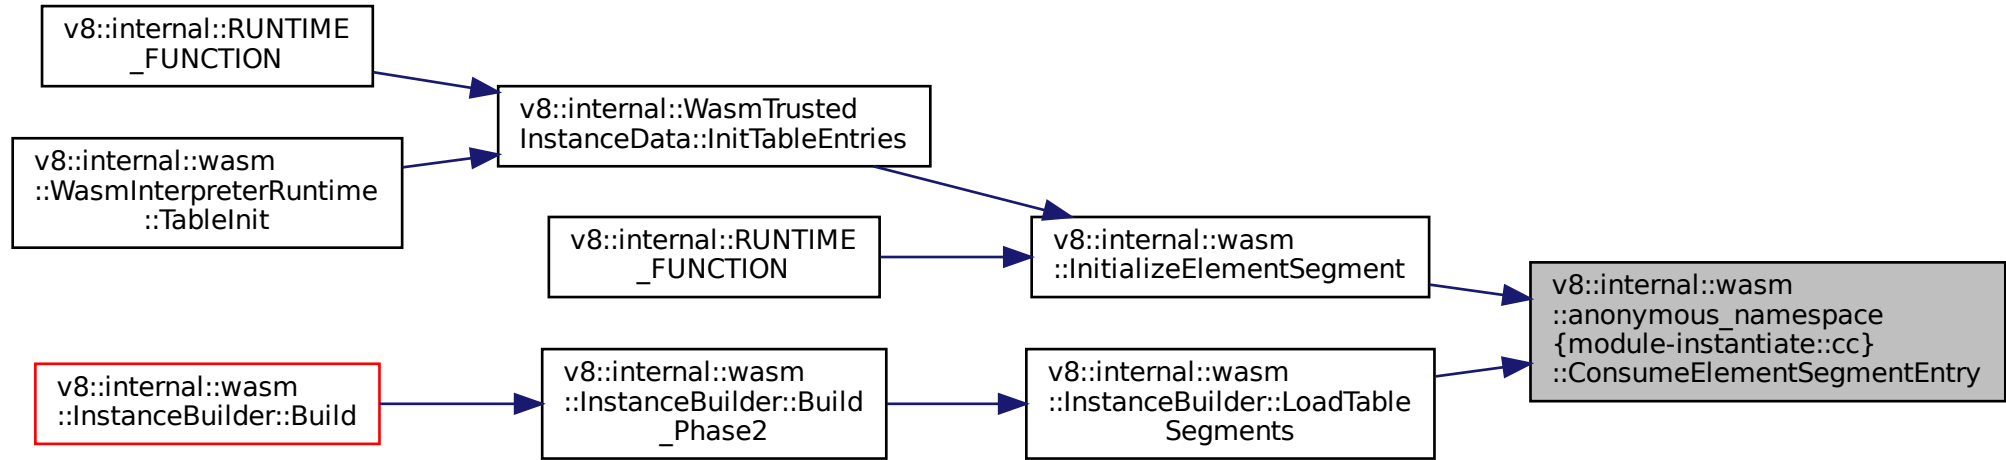 v8::internal::RUNTIME
_FUNCTION
v8::internal::WasmTrusted
InstanceData::InitTableEntries
v8::internal::wasm
::WasmInterpreterRuntime
::TableInit
v8::internal::RUNTIME
_FUNCTION
v8::internal::wasm
::InitializeElementSegment
v8::internal::wasm
::anonymous_namespace
{module-instantiate::cc}
::ConsumeElementSegmentEntry
v8::internal::wasm
::InstanceBuilder::Build
v8::internal::wasm
::InstanceBuilder::Build
_Phase2
v8::internal::wasm
::InstanceBuilder::LoadTable
Segments